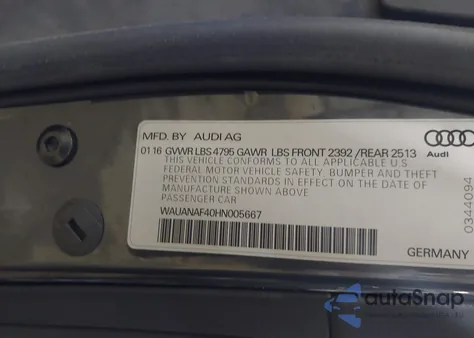 MFD. BY AUDI AG
01 16 GVWR LBS 4795 GAWR LBS FRONT 2392 /REAR 2513
THIS VEHICLE CONFORMS TO ALL APPLICABLE
FEDERAL MOTOR VEHICLE SAFETY, BUMPER AND THEFT
PREVENTION STANDARDS IN EFFECT ON THE DATE OF
MANUFACTURE SHOWN ABOVE
PASSENGER CAR
WAUANAF40HN005667
Audi
0344094
GERMANY
autoSnap